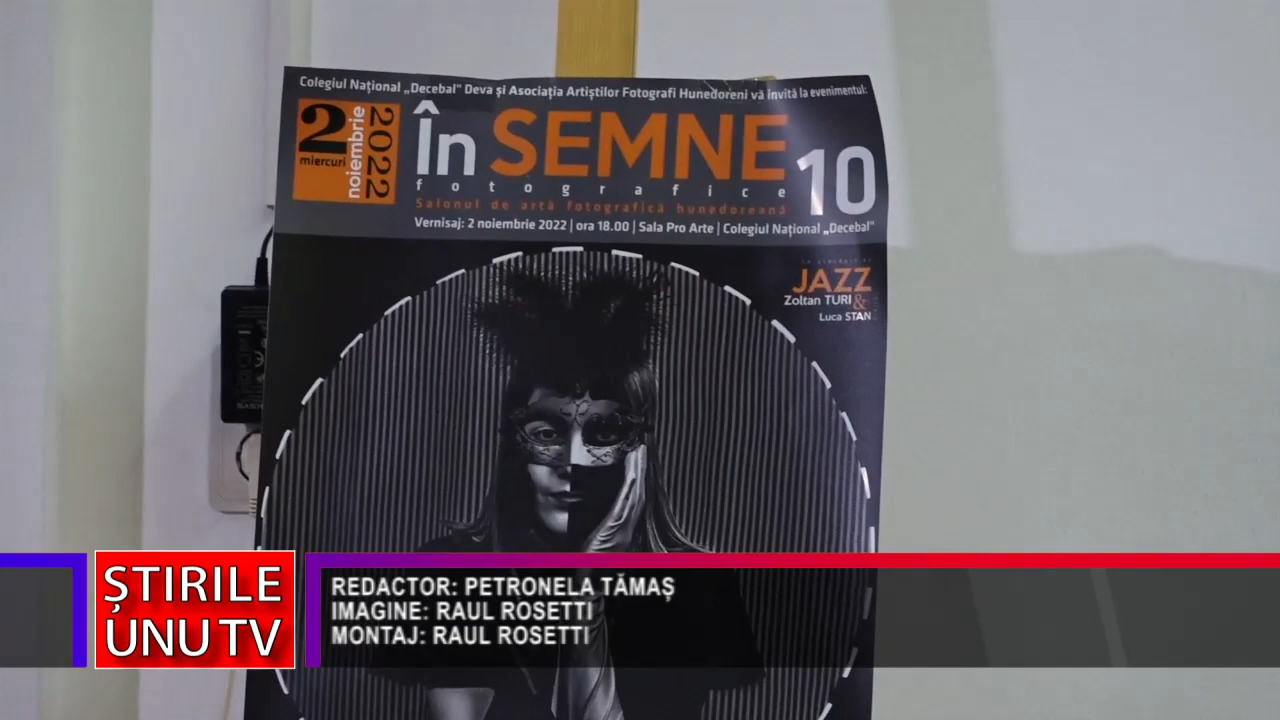 Colegiul Național „Decebal” Deva și Asociația Artiștilor Fotografi Hunedoreni vă invită la evenimentul:
2
miercuri
noiembrie
2022
În SEMNE 10
fotografice
Salonul de artă fotografică hunedoreană
Vernisaj: 2 noiembrie 2022 | ora 18.00 | Sala Pro Arte | Colegiul Național „Decebal”
JAZZ
Zoltan TURI &
Luca STAN
ȘTIRILE
UNU TV
REDACTOR: PETRONELA TĂMAȘ
IMAGINE: RAUL ROSETTI
MONTAJ: RAUL ROSETTI